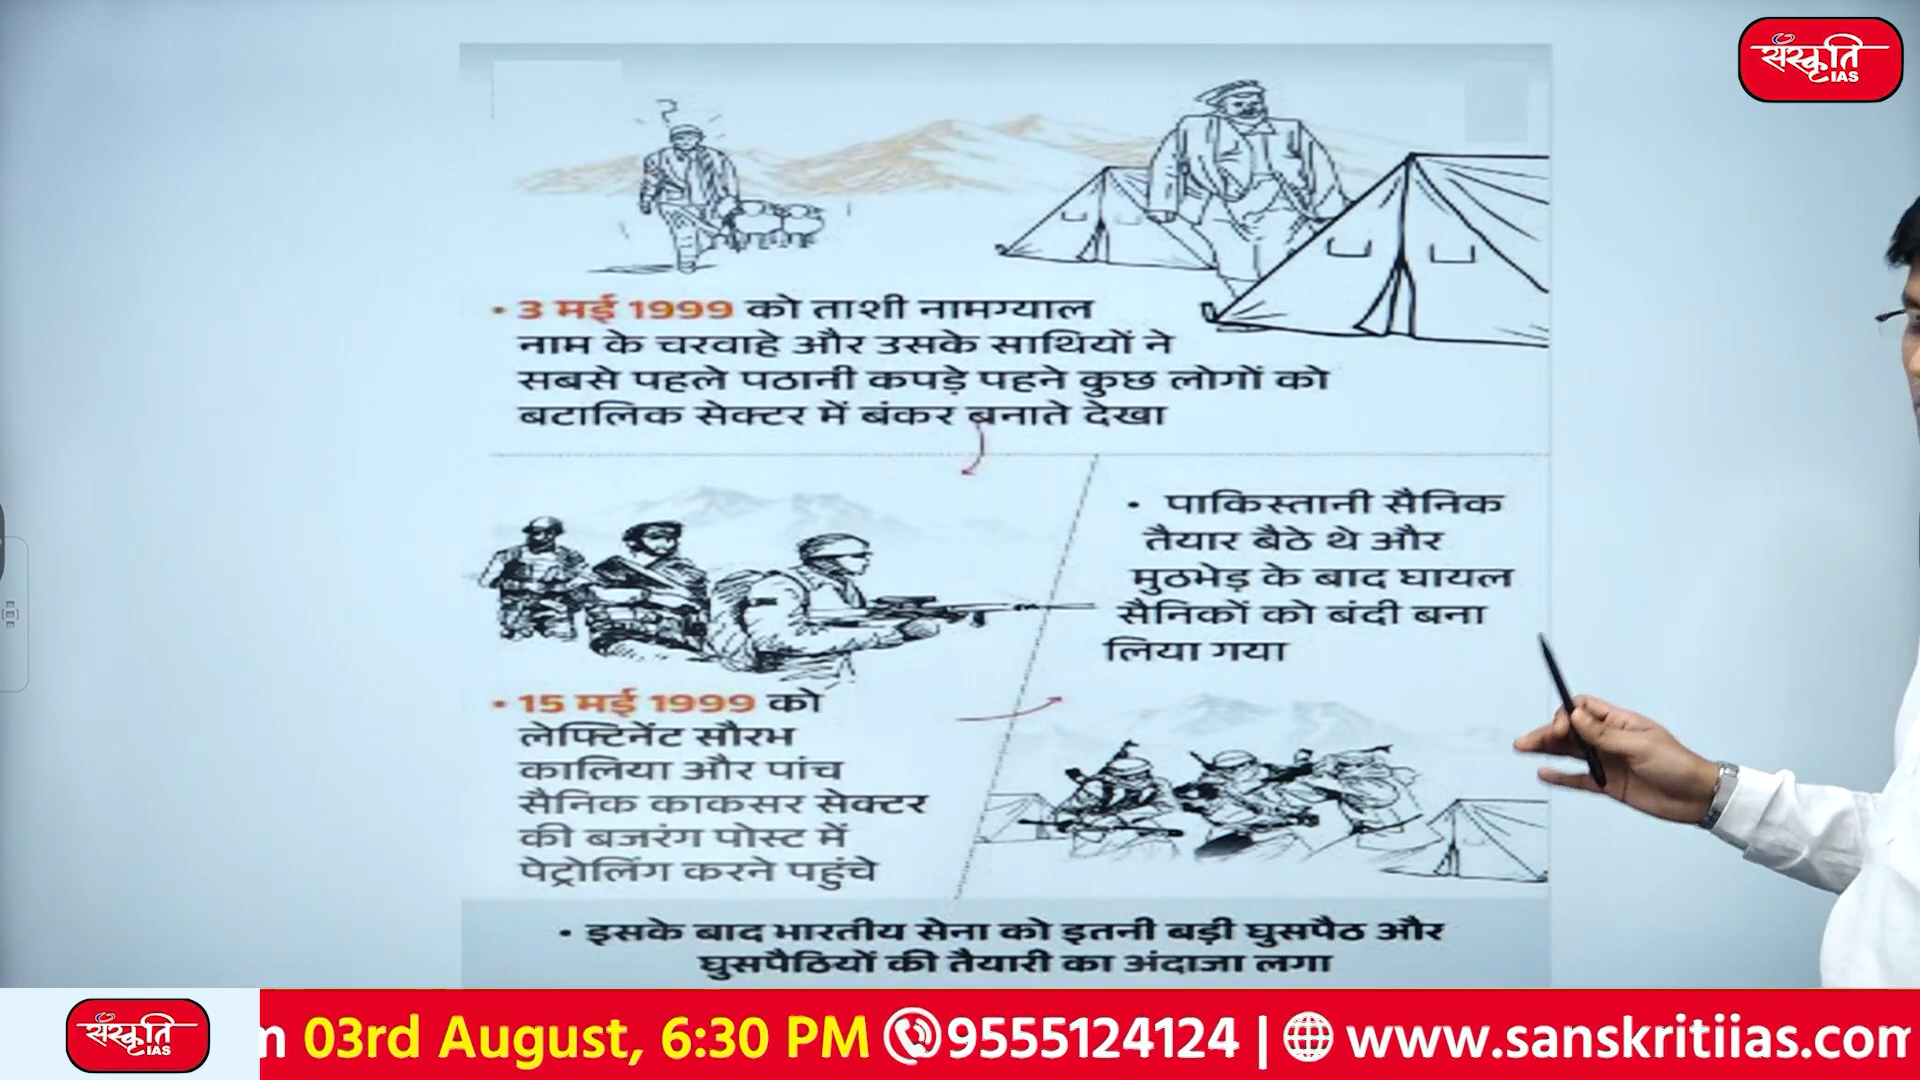 संस्कृति
IAS
• 3 मई 1999 को ताशी नामग्याल
नाम के चरवाहे और उसके साथियों ने
सबसे पहले पठानी कपड़े पहने कुछ लोगों को
बटालिक सेक्टर में बंकर बनाते देखा
• पाकिस्तानी सैनिक
तैयार बैठे थे और
मुठभेड़ के बाद घायल
सैनिकों को बंदी बना
लिया गया
• 15 मई 1999 को
लेफ्टिनेंट सौरभ
कालिया और पांच
सैनिक काकसर सेक्टर
की बजरंग पोस्ट में
पेट्रोलिंग करने पहुंचे
• इसके बाद भारतीय सेना को इतनी बड़ी घुसपैठ और
घुसपैठियों की तैयारी का अंदाजा लगा
संस्कृति
IAS
03rd August, 6:30 PM 9555124124 | www.sanskritiias.com